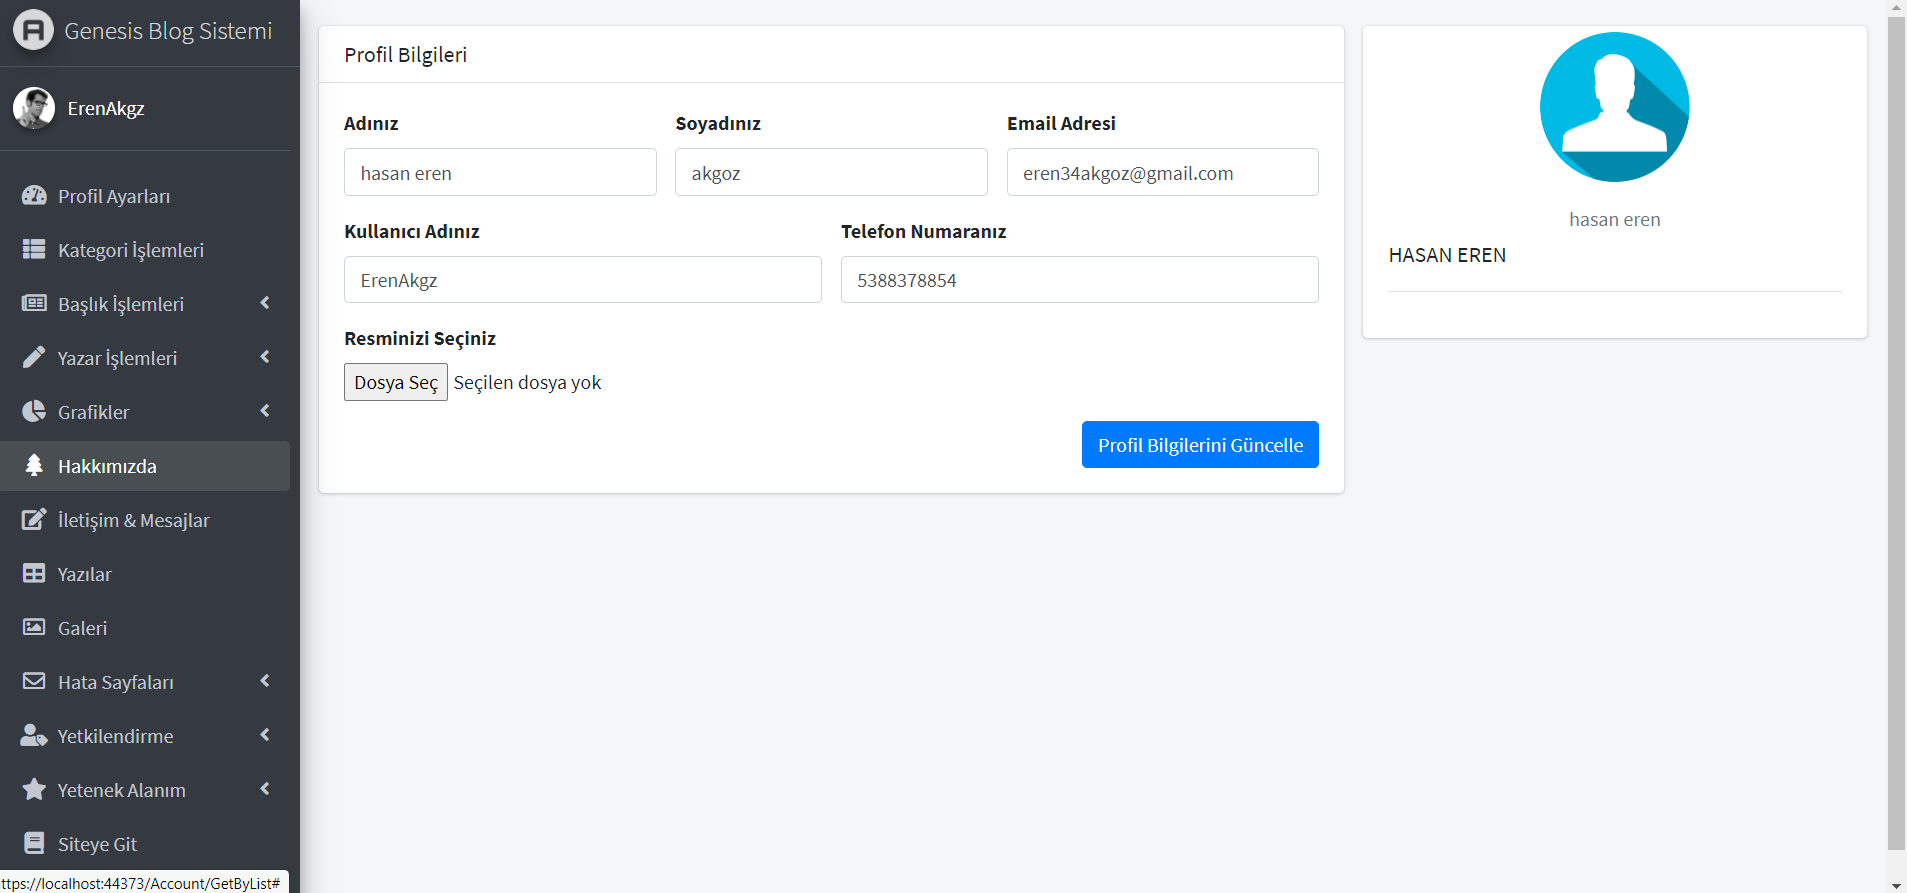 Genesis Blog Sistemi
ErenAkgz
Profil Ayarları
Kategori İşlemleri
Başlık İşlemleri
Yazar İşlemleri
Grafikler
Hakkımızda
İletişim & Mesajlar
Yazılar
Galeri
Hata Sayfaları
Yetkilendirme
Yetenek Alanım
Siteye Git
ttps://localhost:44373/Account/GetByList#
Profil Bilgileri
Adınız Soyadınız Email Adresi
hasan eren akgoz eren34akgoz@gmail.com
Kullanıcı Adınız Telefon Numaranız
ErenAkgz 5388378854
Resminizi Seçiniz
Dosya Seç Seçilen dosya yok
Profil Bilgilerini Güncelle
hasan eren
HASAN EREN